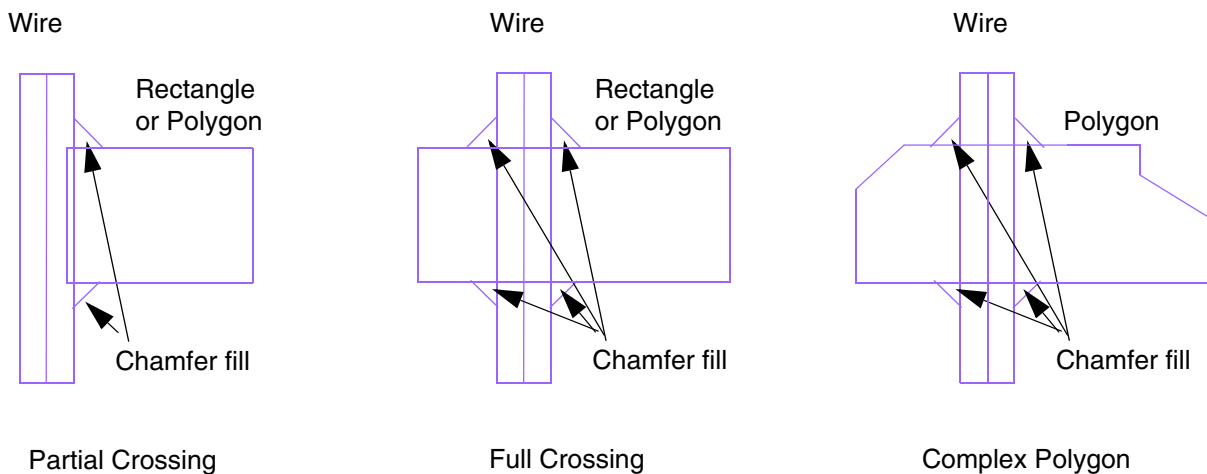 Wire
Wire
Wire
Rectangle
or Polygon
Rectangle
or Polygon
Polygon
Chamfer fill
Chamfer fill
Chamfer fill
Partial Crossing
Full Crossing
Complex Polygon